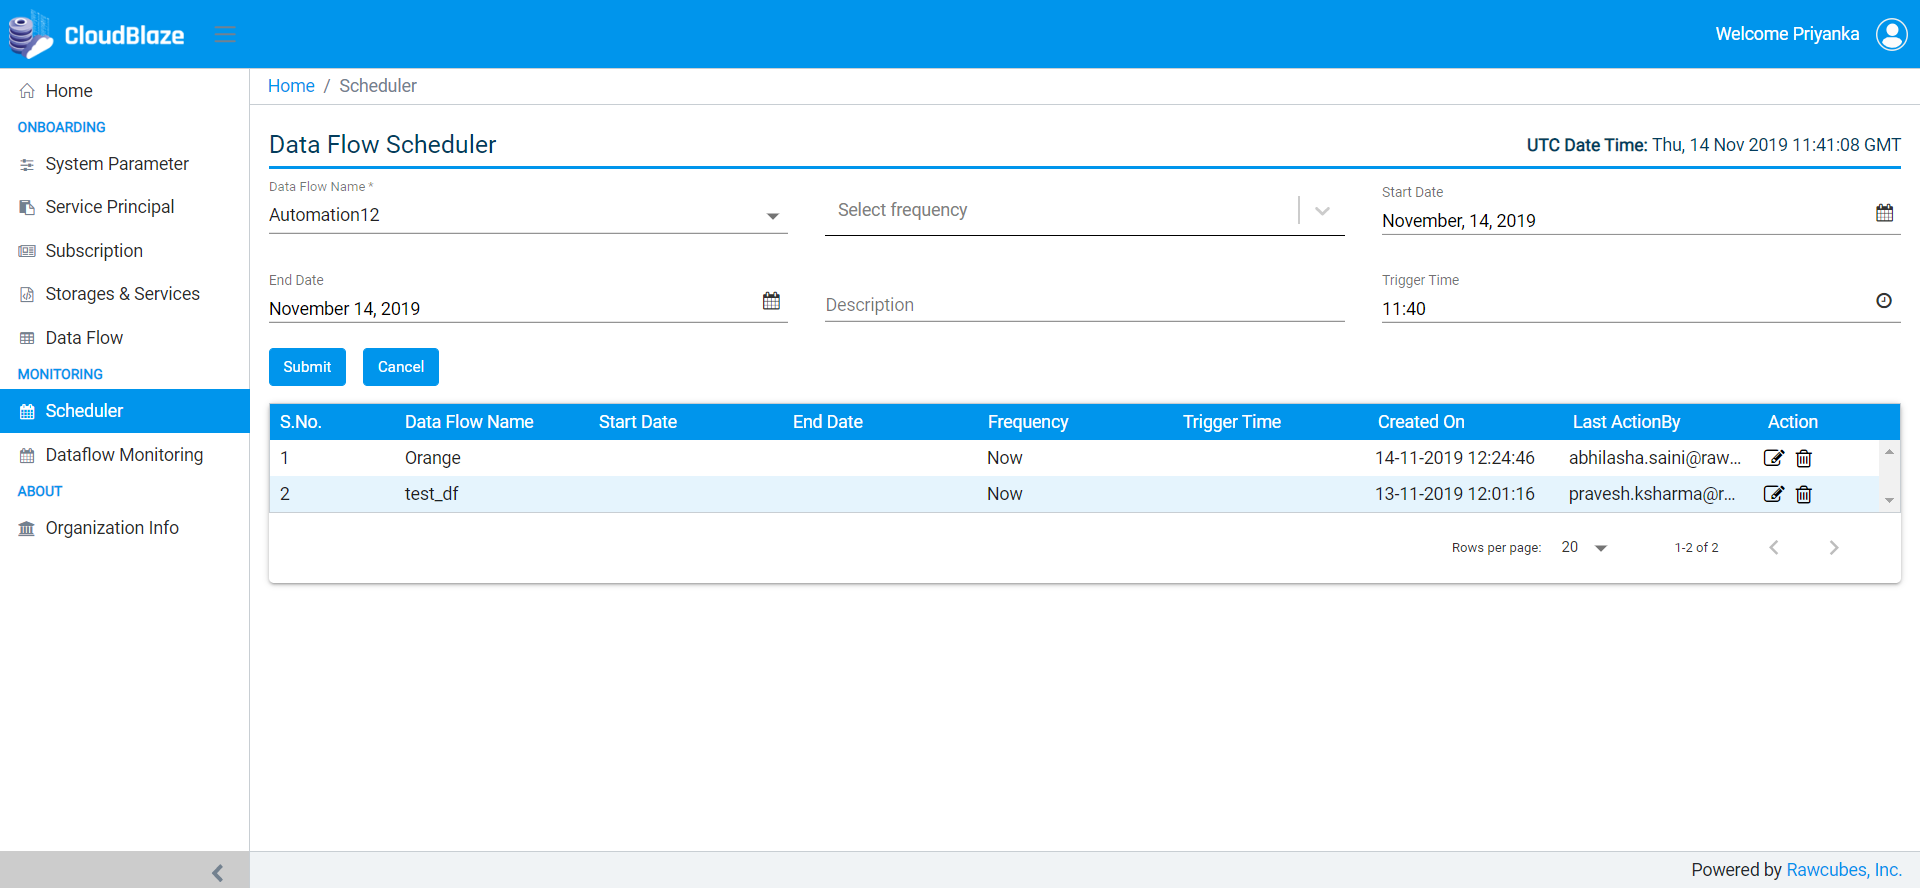 CloudBlaze
Welcome Priyanka
Home
ONBOARDING
System Parameter
Service Principal
Subscription
Storages & Services
Data Flow
MONITORING
Scheduler
Dataflow Monitoring
ABOUT
Organization Info
Home / Scheduler
Data Flow Scheduler
UTC Date Time: Thu, 14 Nov 2019 11:41:08 GMT
Data Flow Name *
Automation12
Select frequency
Start Date
November, 14, 2019
End Date
November 14, 2019
Description
Trigger Time
11:40
Submit Cancel
S.No. Data Flow Name Start Date End Date Frequency Trigger Time Created On Last ActionBy Action
1 Orange Now 14-11-2019 12:24:46 abhilasha.saini@raw...
2 test_df Now 13-11-2019 12:01:16 pravesh.ksharma@r...
Rows per page: 20 1-2 of 2
Powered by Rawcubes, Inc.